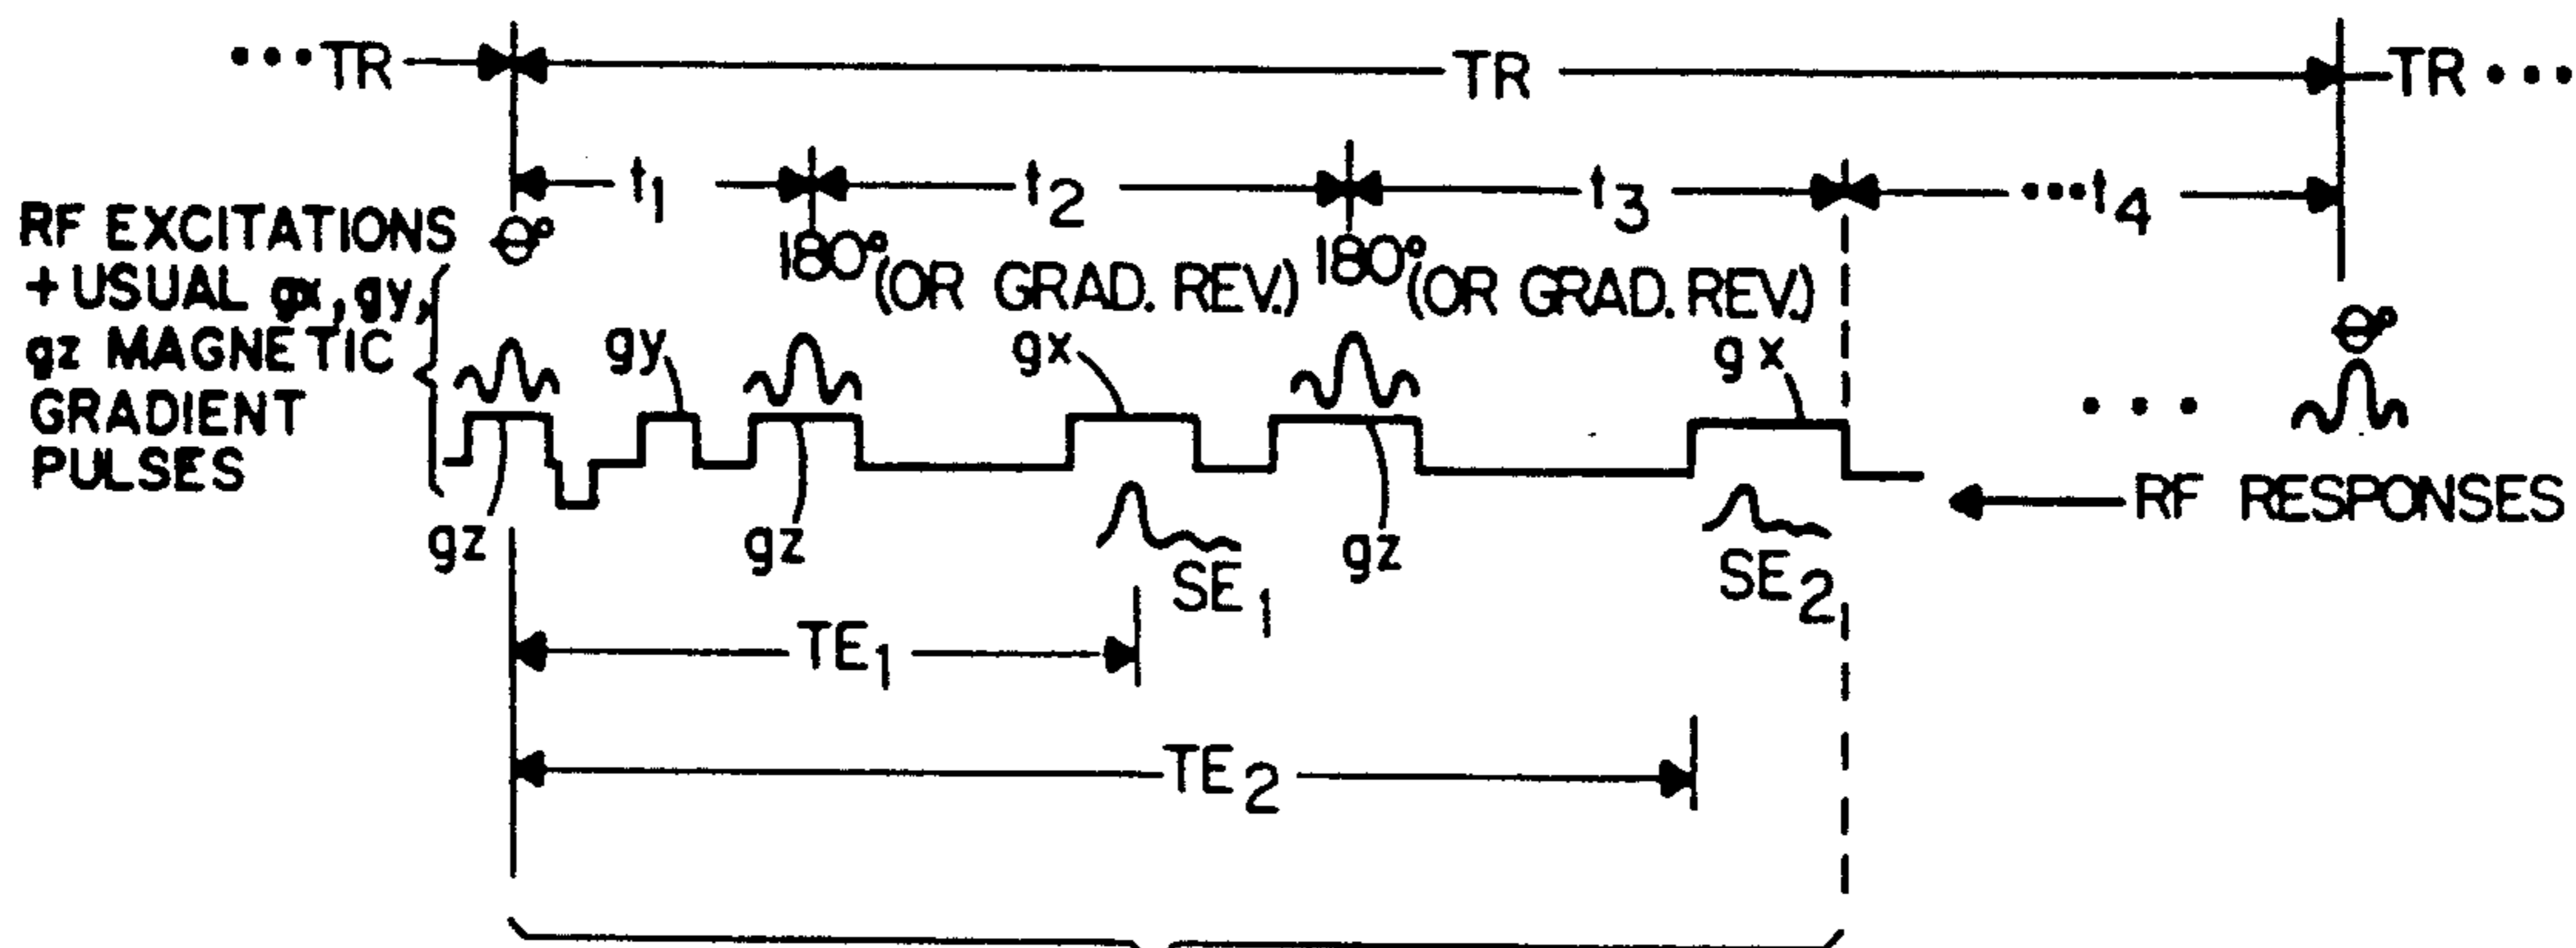 •••TR TR TR•••
t1 t2 t3 •••t4
RF EXCITATIONS
+USUAL gx,gy,
gz MAGNETIC
GRADIENT
PULSES
θ° 180°(OR GRAD. REV.) 180°(OR GRAD. REV.) θ°
gy gx gx
• • •
gz gz gz
RF RESPONSES
SE1 SE2
TE1
TE2